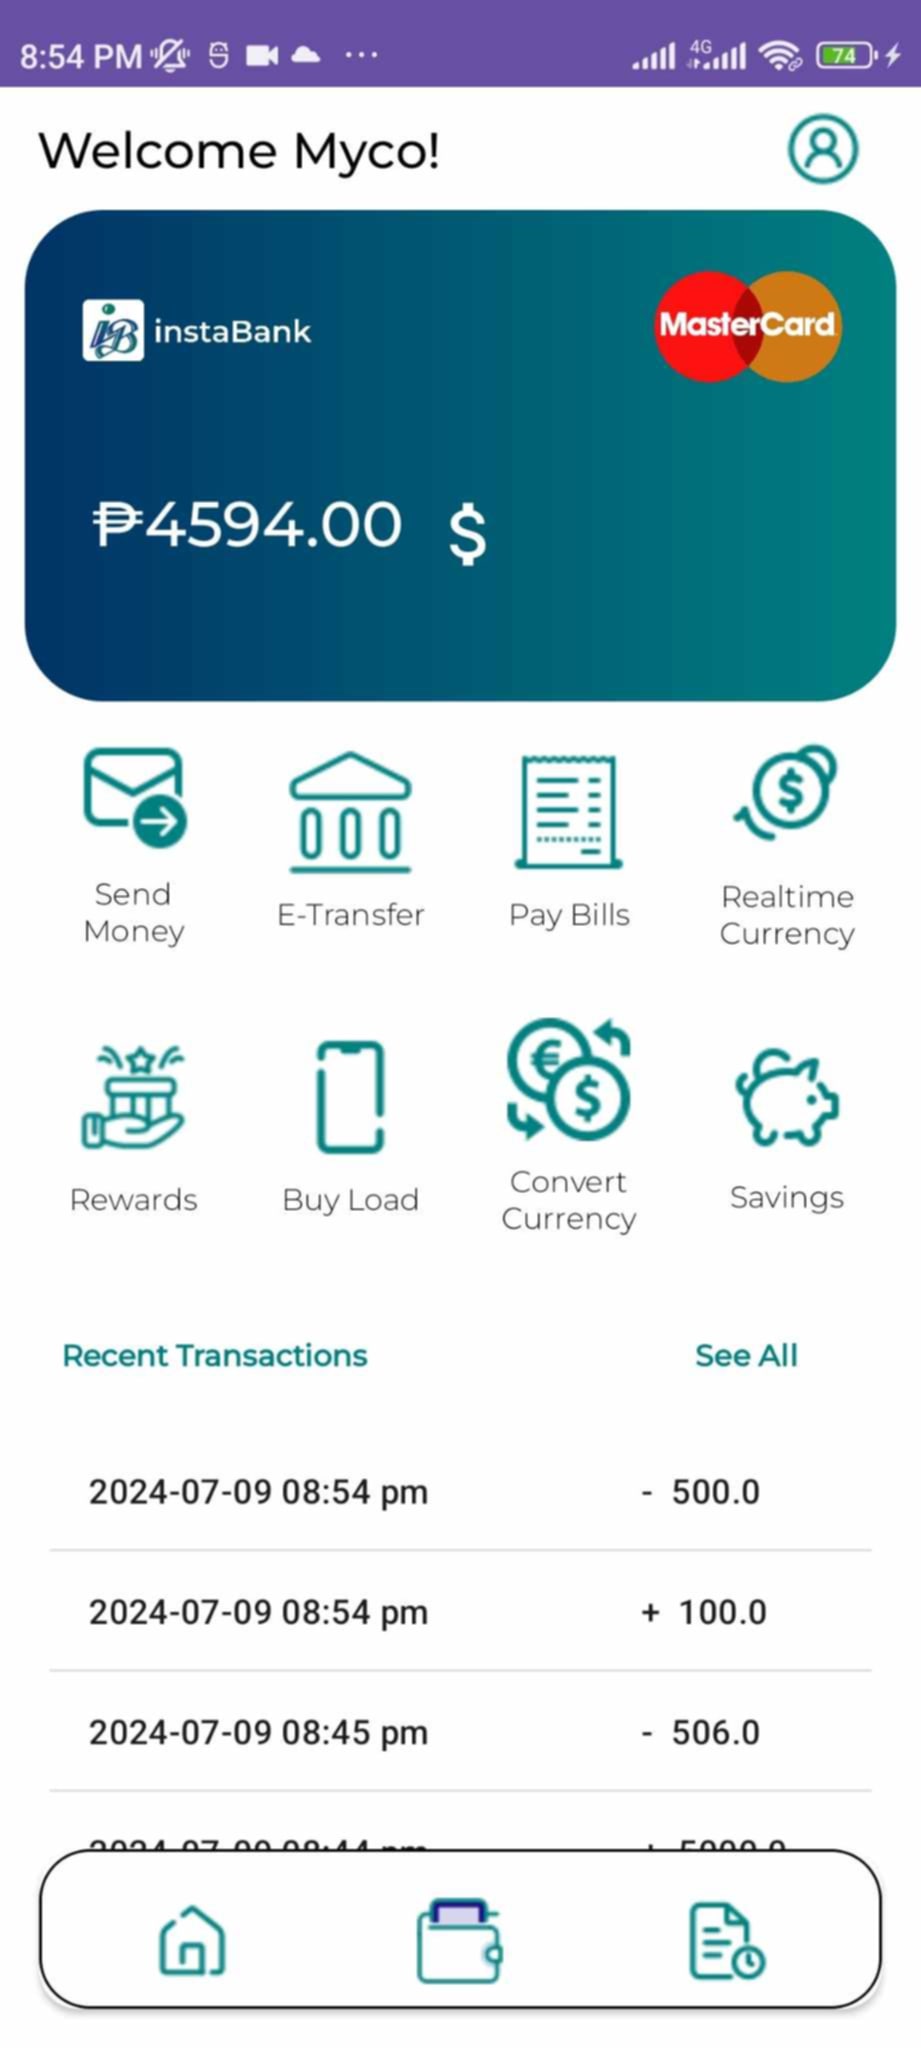 8:54 PM
4G
74
Welcome Myco!
instaBank
MasterCard
₱4594.00 $
Send Money
E-Transfer
Pay Bills
Realtime Currency
Rewards
Buy Load
Convert Currency
Savings
Recent Transactions
See All
2024-07-09 08:54 pm - 500.0
2024-07-09 08:54 pm + 100.0
2024-07-09 08:45 pm - 506.0